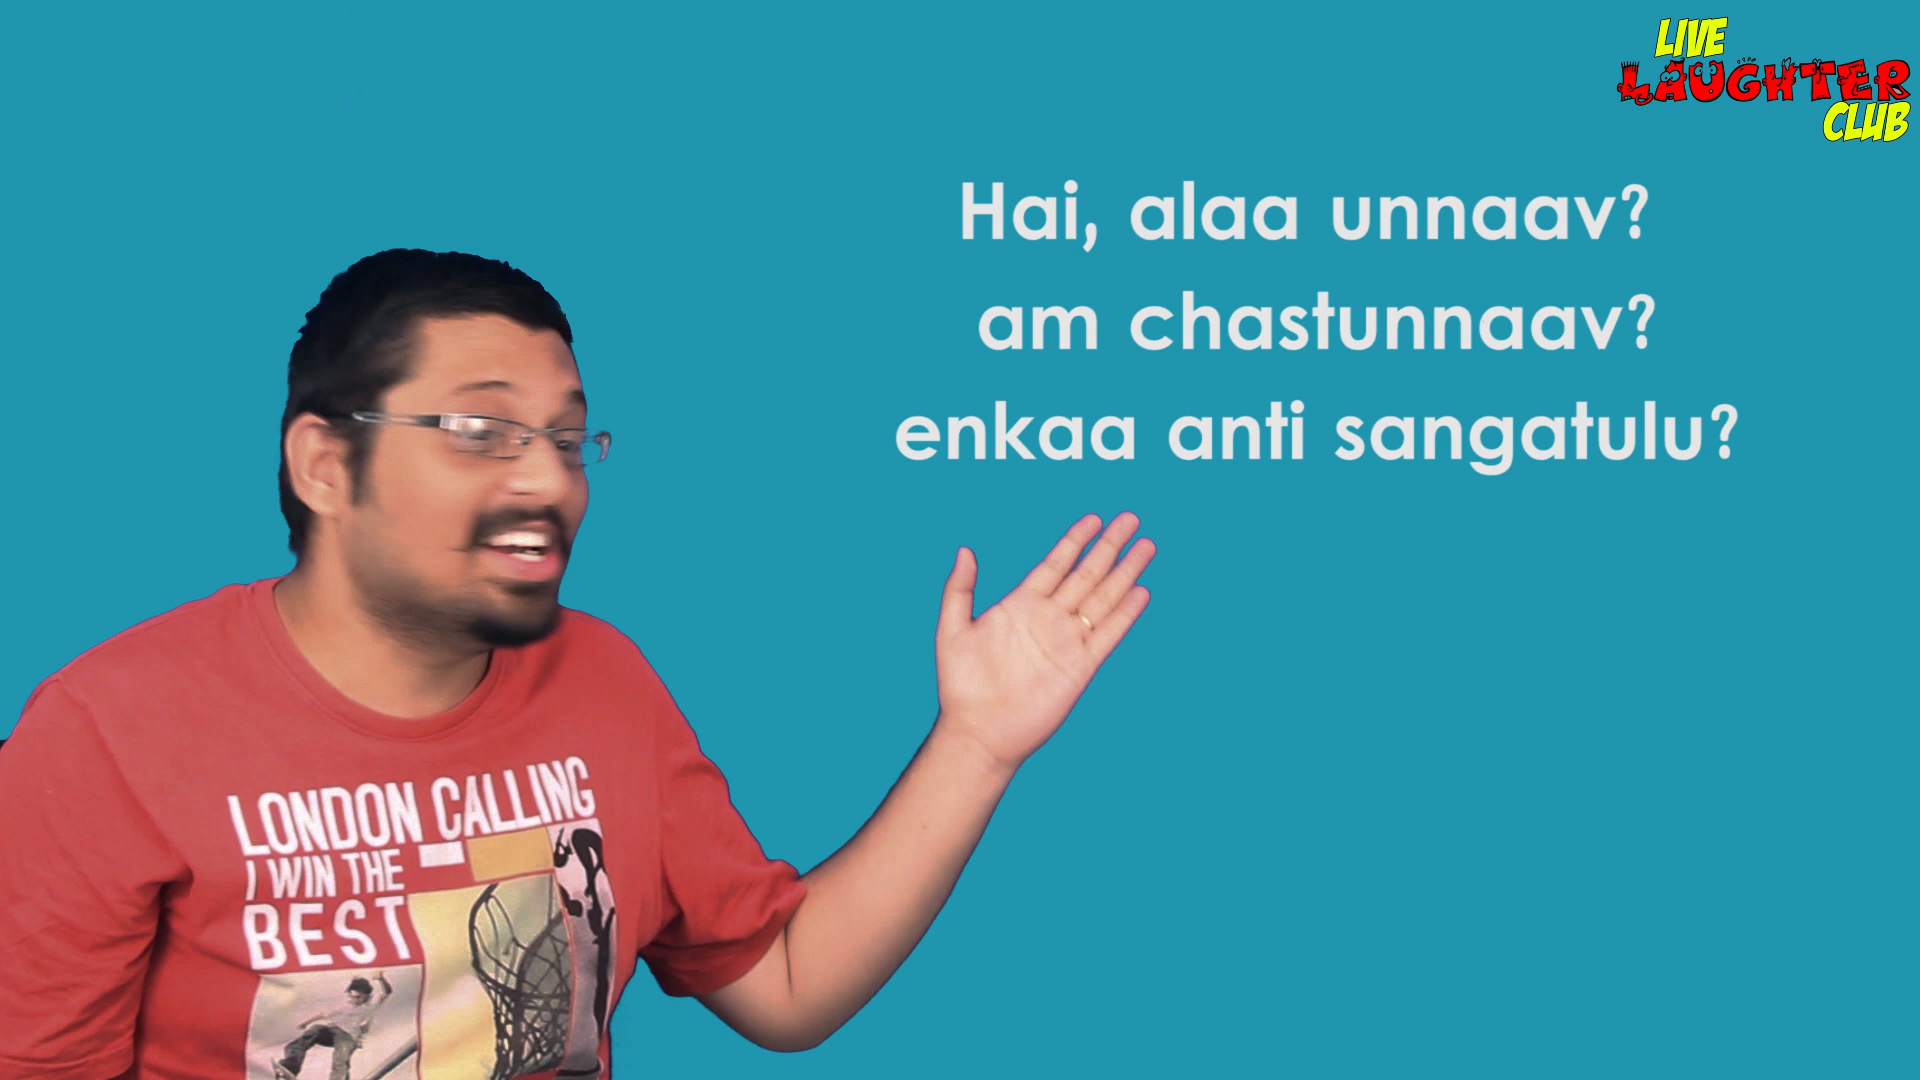 LIVE
LAUGHTER
CLUB
Hai, alaa unnaav?
am chastunnaav?
enkaa anti sangatulu?
LONDON CALLING
I WIN THE
BEST